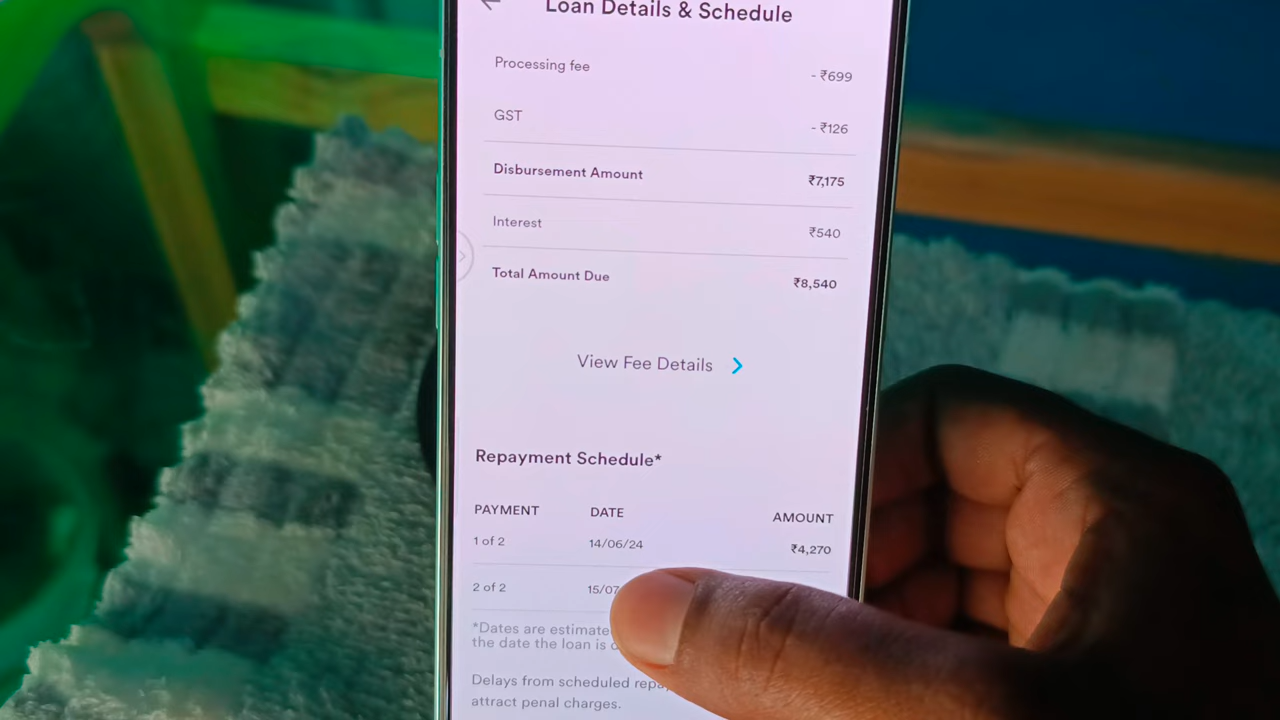 Loan Details & Schedule
Processing fee - ₹699
GST - ₹126
Disbursement Amount ₹7,175
Interest ₹540
Total Amount Due ₹8,540
View Fee Details
Repayment Schedule*
PAYMENT DATE AMOUNT
1 of 2 14/06/24 ₹4,270
2 of 2 15/07
*Dates are
the date the loan is
Delays from scheduled
attract penal charges.